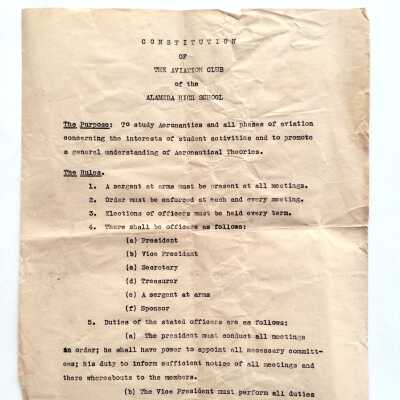 CONSTITUTION
OF
THE AVIATION CLUB
of the
ALAMEDA HIGH SCHOOL
The Purpose: To study Aeronautics and all phases of aviation
concerning the interests of student activities and to promote
a general understanding of Aeronautical Theories.
The Rules.
1. A sergent at arms must be present at all meetings.
2. Order must be enforced at each and every meeting.
3. Elections of officers must be held every term.
4. There shall be officers as follows:
(a) President
(b) Vice President
(c) Secretary
(d) Treasurer
(e) A sergent at arms
(f) Sponsor
5. Duties of the stated officers are as follows:
(a) The president must conduct all meetings
in order; he shall have power to appoint all necessary committ-
ees; his duty to inform sufficient notice of all meetings and
there whereabouts to the members.
(b) The Vice President must perform all duties